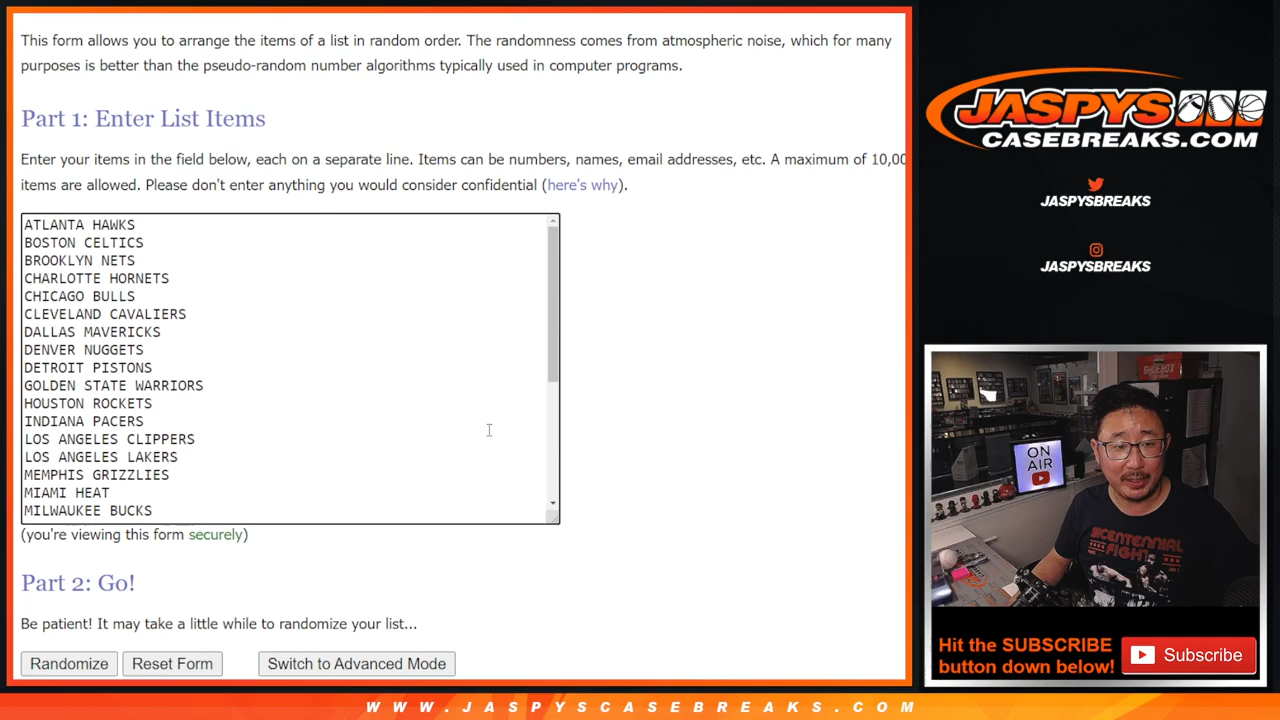 This form allows you to arrange the items of a list in random order. The randomness comes from atmospheric noise, which for many
purposes is better than the pseudo-random number algorithms typically used in computer programs.
Part 1: Enter List Items
Enter your items in the field below, each on a separate line. Items can be numbers, names, email addresses, etc. A maximum of 10,00
items are allowed. Please don't enter anything you would consider confidential (here's why).
ATLANTA HAWKS
BOSTON CELTICS
BROOKLYN NETS
CHARLOTTE HORNETS
CHICAGO BULLS
CLEVELAND CAVALIERS
DALLAS MAVERICKS
DENVER NUGGETS
DETROIT PISTONS
GOLDEN STATE WARRIORS
HOUSTON ROCKETS
INDIANA PACERS
LOS ANGELES CLIPPERS
LOS ANGELES LAKERS
MEMPHIS GRIZZLIES
MIAMI HEAT
MILWAUKEE BUCKS
(you're viewing this form securely)
Part 2: Go!
Be patient! It may take a little while to randomize your list...
Randomize
Reset Form
Switch to Advanced Mode
JASPYS
CASEBREAKS.COM
JASPYSBREAKS
JASPYSBREAKS
SHOEBOX
ON
AIR
BICENTENNIAL
FIGHT
Hit the SUBSCRIBE
button down below!
Subscribe
WWW.JASPYSCASEBREAKS.COM